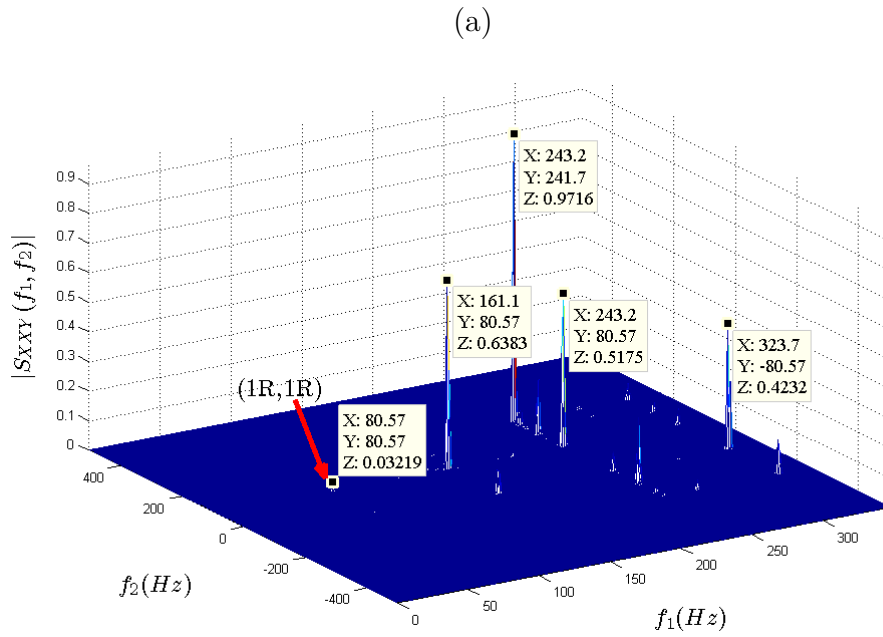 (a)
0.9
0.8
0.7
0.6
0.5
0.4
0.3
0.2
0.1
0
|S_{XXY}(f_1, f_2)|
X: 243.2
Y: 241.7
Z: 0.9716
X: 161.1
Y: 80.57
Z: 0.6383
X: 243.2
Y: 80.57
Z: 0.5175
X: 323.7
Y: -80.57
Z: 0.4232
(1R,1R)
X: 80.57
Y: 80.57
Z: 0.03219
400
200
0
-200
-400
f_2(Hz)
0
50
100
150
200
250
300
f_1(Hz)